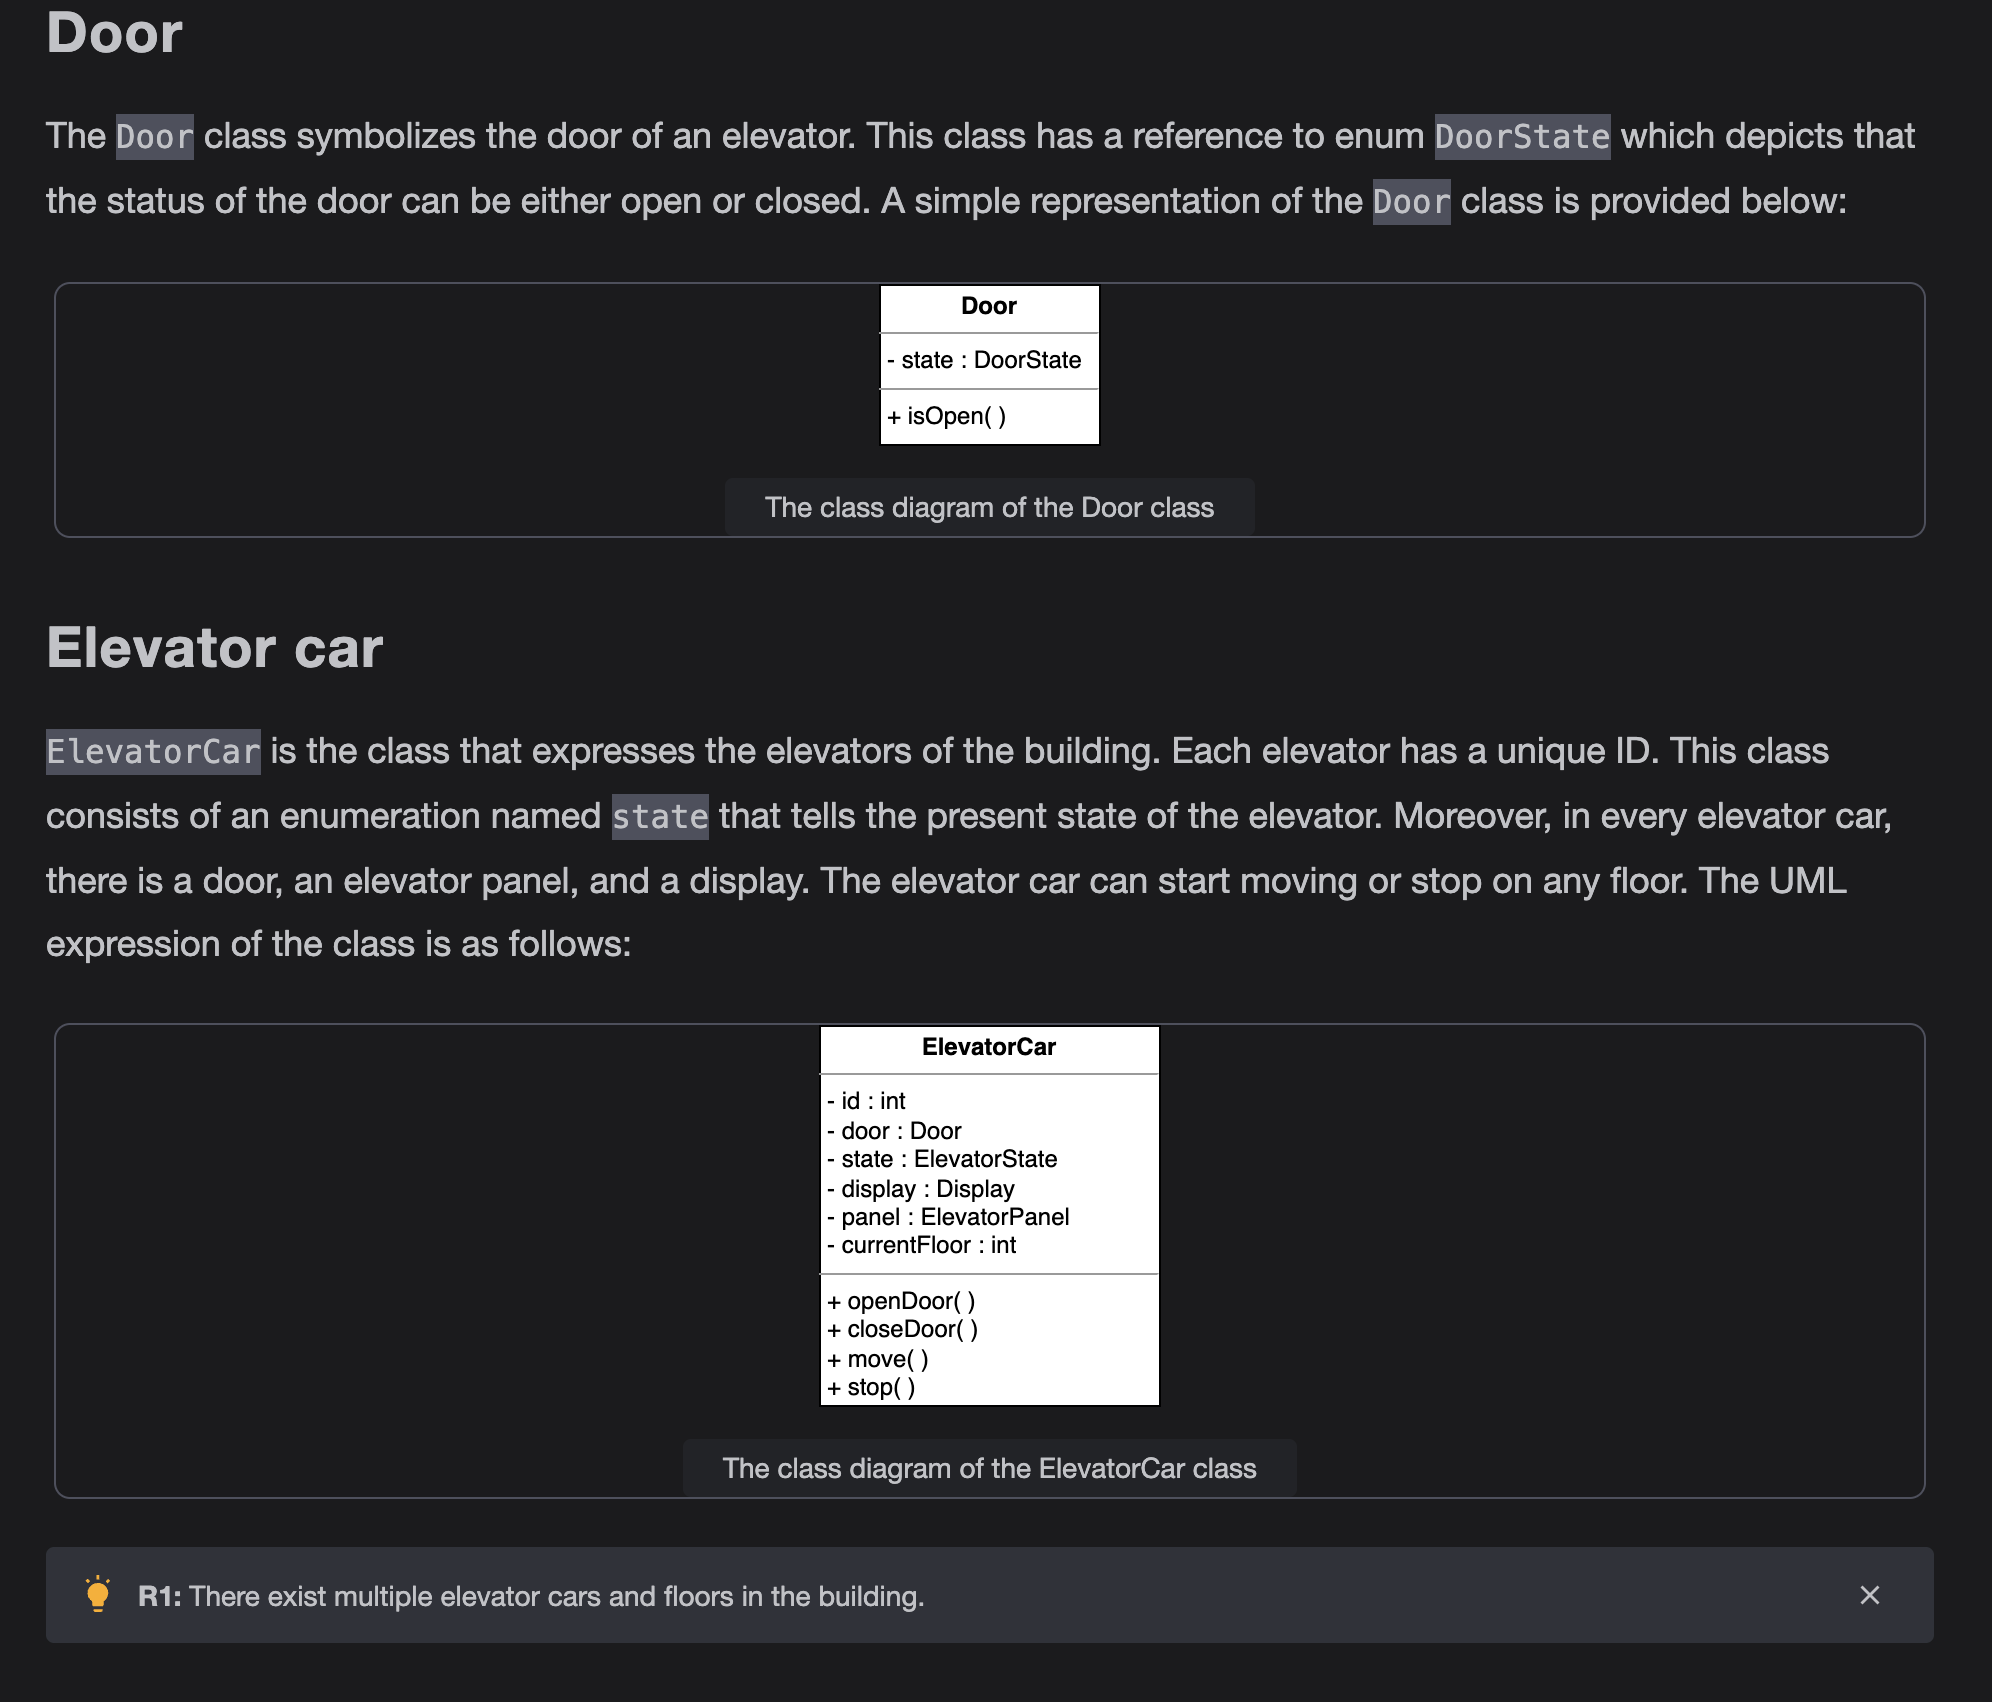 Door
The Door class symbolizes the door of an elevator. This class has a reference to enum DoorState which depicts that
the status of the door can be either open or closed. A simple representation of the Door class is provided below:
Door
- state : DoorState
+ isOpen( )
The class diagram of the Door class
Elevator car
ElevatorCar is the class that expresses the elevators of the building. Each elevator has a unique ID. This class
consists of an enumeration named state that tells the present state of the elevator. Moreover, in every elevator car,
there is a door, an elevator panel, and a display. The elevator car can start moving or stop on any floor. The UML
expression of the class is as follows:
ElevatorCar
- id : int
- door : Door
- state : ElevatorState
- display : Display
- panel : ElevatorPanel
- currentFloor : int
+ openDoor( )
+ closeDoor( )
+ move( )
+ stop( )
The class diagram of the ElevatorCar class
R1: There exist multiple elevator cars and floors in the building.